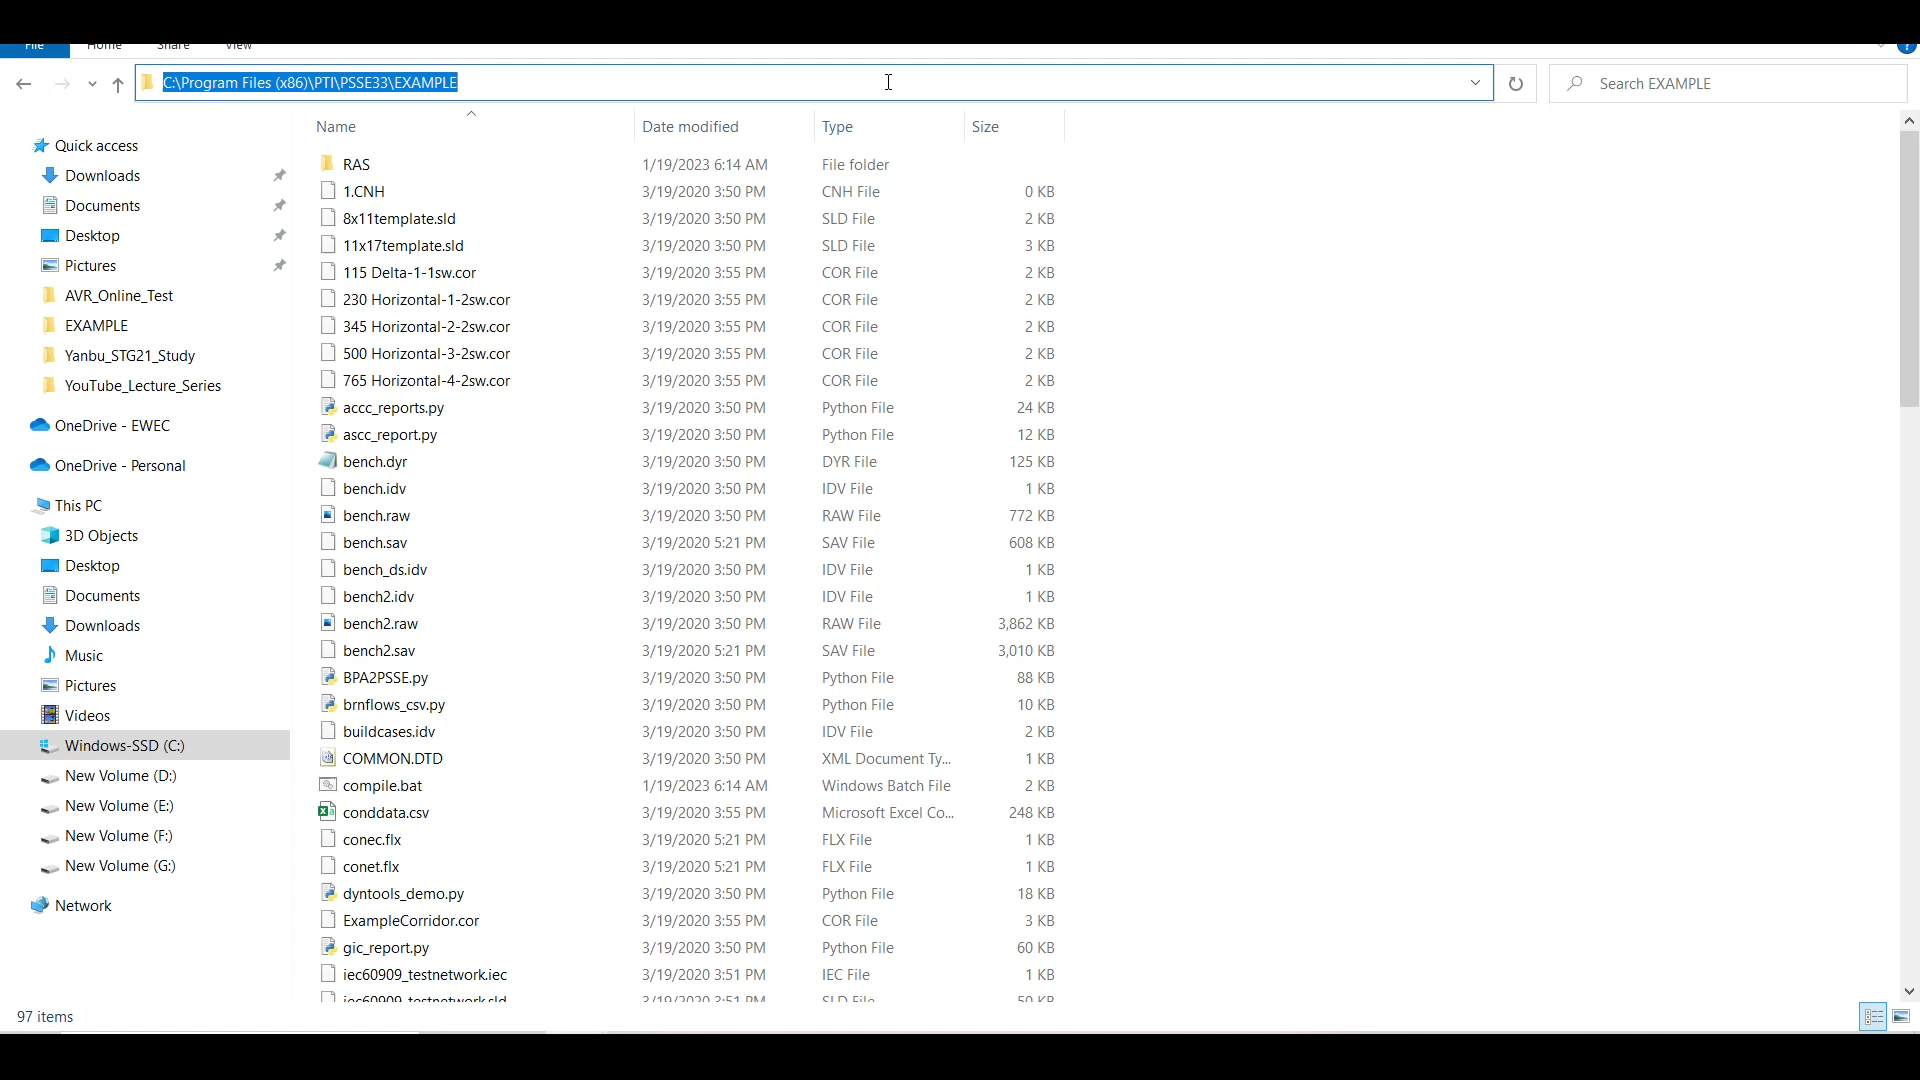 File Home Share View
C:\Program Files (x86)\PTI\PSSE33\EXAMPLE
Search EXAMPLE
Quick access
Downloads
Documents
Desktop
Pictures
AVR_Online_Test
EXAMPLE
Yanbu_STG21_Study
YouTube_Lecture_Series
OneDrive - EWEC
OneDrive - Personal
This PC
3D Objects
Desktop
Documents
Downloads
Music
Pictures
Videos
Windows-SSD (C:)
New Volume (D:)
New Volume (E:)
New Volume (F:)
New Volume (G:)
Network
Name Date modified Type Size
RAS 1/19/2023 6:14 AM File folder
1.CNH 3/19/2020 3:50 PM CNH File 0 KB
8x11template.sld 3/19/2020 3:50 PM SLD File 2 KB
11x17template.sld 3/19/2020 3:50 PM SLD File 3 KB
115 Delta-1-1sw.cor 3/19/2020 3:55 PM COR File 2 KB
230 Horizontal-1-2sw.cor 3/19/2020 3:55 PM COR File 2 KB
345 Horizontal-2-2sw.cor 3/19/2020 3:55 PM COR File 2 KB
500 Horizontal-3-2sw.cor 3/19/2020 3:55 PM COR File 2 KB
765 Horizontal-4-2sw.cor 3/19/2020 3:55 PM COR File 2 KB
accc_reports.py 3/19/2020 3:50 PM Python File 24 KB
ascc_report.py 3/19/2020 3:50 PM Python File 12 KB
bench.dyr 3/19/2020 3:50 PM DYR File 125 KB
bench.idv 3/19/2020 3:50 PM IDV File 1 KB
bench.raw 3/19/2020 3:50 PM RAW File 772 KB
bench.sav 3/19/2020 5:21 PM SAV File 608 KB
bench_ds.idv 3/19/2020 3:50 PM IDV File 1 KB
bench2.idv 3/19/2020 3:50 PM IDV File 1 KB
bench2.raw 3/19/2020 3:50 PM RAW File 3,862 KB
bench2.sav 3/19/2020 5:21 PM SAV File 3,010 KB
BPA2PSSE.py 3/19/2020 3:50 PM Python File 88 KB
brnflows_csv.py 3/19/2020 3:50 PM Python File 10 KB
buildcases.idv 3/19/2020 3:50 PM IDV File 2 KB
COMMON.DTD 3/19/2020 3:50 PM XML Document Ty... 1 KB
compile.bat 1/19/2023 6:14 AM Windows Batch File 2 KB
conddata.csv 3/19/2020 3:55 PM Microsoft Excel Co... 248 KB
conec.flx 3/19/2020 5:21 PM FLX File 1 KB
conet.flx 3/19/2020 5:21 PM FLX File 1 KB
dyntools_demo.py 3/19/2020 3:50 PM Python File 18 KB
ExampleCorridor.cor 3/19/2020 3:55 PM COR File 3 KB
gic_report.py 3/19/2020 3:50 PM Python File 60 KB
iec60909_testnetwork.iec 3/19/2020 3:51 PM IEC File 1 KB
iec60909_testnetwork.sld 3/19/2020 3:51 PM SLD File 50 KB
97 items